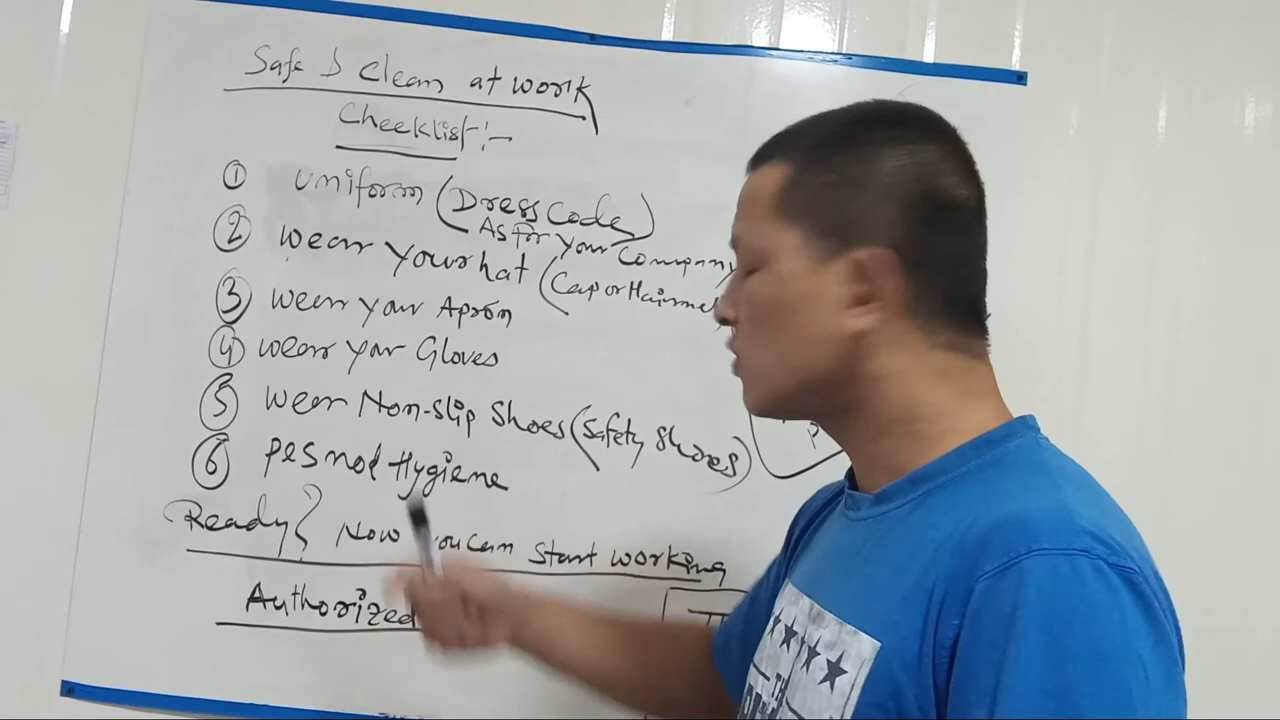 Safe & Clean at work
Checklist :-
1 Uniform (Dress Code)
As Per Your Company
2 Wear Your hat (Cap or Hairnet
3 Wear Your Apron
4 Wear Your Gloves
5 Wear Non-slip Shoes (Safety Shoes)
6 Pesnol Hygiene
Ready? Now You can Start working
Authorized